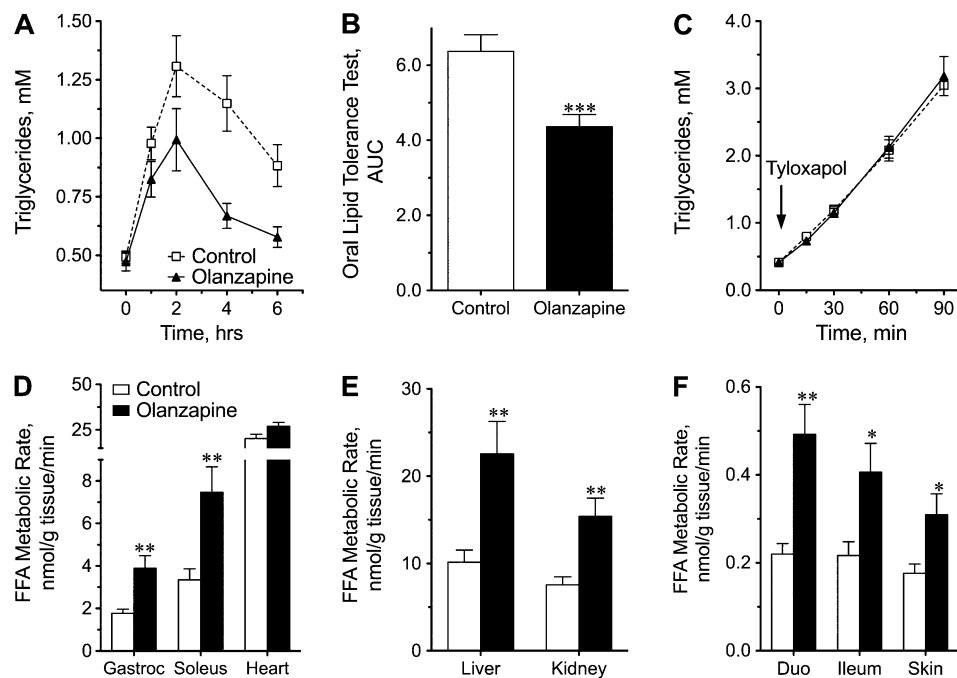 A
1.50
1.25
1.00
0.75
0.50
Triglycerides, mM
Control
Olanzapine
0 2 4 6
Time, hrs
B
6.0
4.0
2.0
0.0
Oral Lipid Tolerance Test,
AUC
***
Control Olanzapine
C
4.0
3.0
2.0
1.0
0.0
Triglycerides, mM
Tyloxapol
0 30 60 90
Time, min
D
Control
Olanzapine
50
25
8
6
4
2
0
FFA Metabolic Rate,
nmol/g tissue/min
**
**
Gastroc Soleus Heart
E
30
20
10
0
FFA Metabolic Rate,
nmol/g tissue/min
**
**
Liver Kidney
F
0.6
0.4
0.2
0.0
FFA Metabolic Rate,
nmol/g tissue/min
**
*
*
Duo Ileum Skin